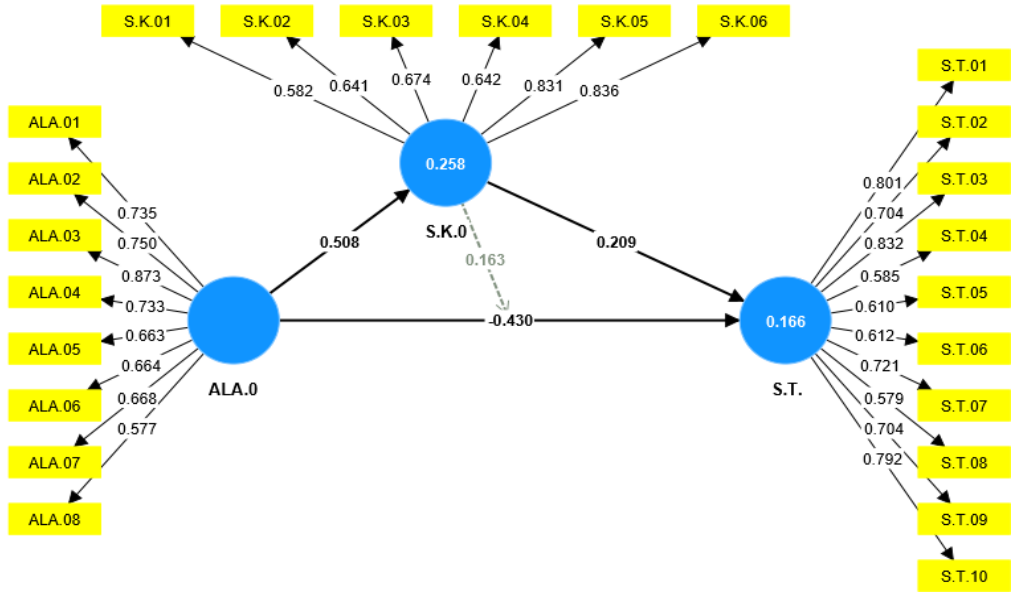 S.K.01
S.K.02
S.K.03
S.K.04
S.K.05
S.K.06
0.582
0.641
0.674
0.642
0.831
0.836
0.258
S.K.0
ALA.01
ALA.02
ALA.03
ALA.04
ALA.05
ALA.06
ALA.07
ALA.08
0.735
0.750
0.873
0.733
0.663
0.664
0.668
0.577
ALA.0
0.508
0.163
0.209
-0.430
0.166
S.T.
0.801
0.704
0.832
0.585
0.610
0.612
0.721
0.579
0.704
0.792
S.T.01
S.T.02
S.T.03
S.T.04
S.T.05
S.T.06
S.T.07
S.T.08
S.T.09
S.T.10